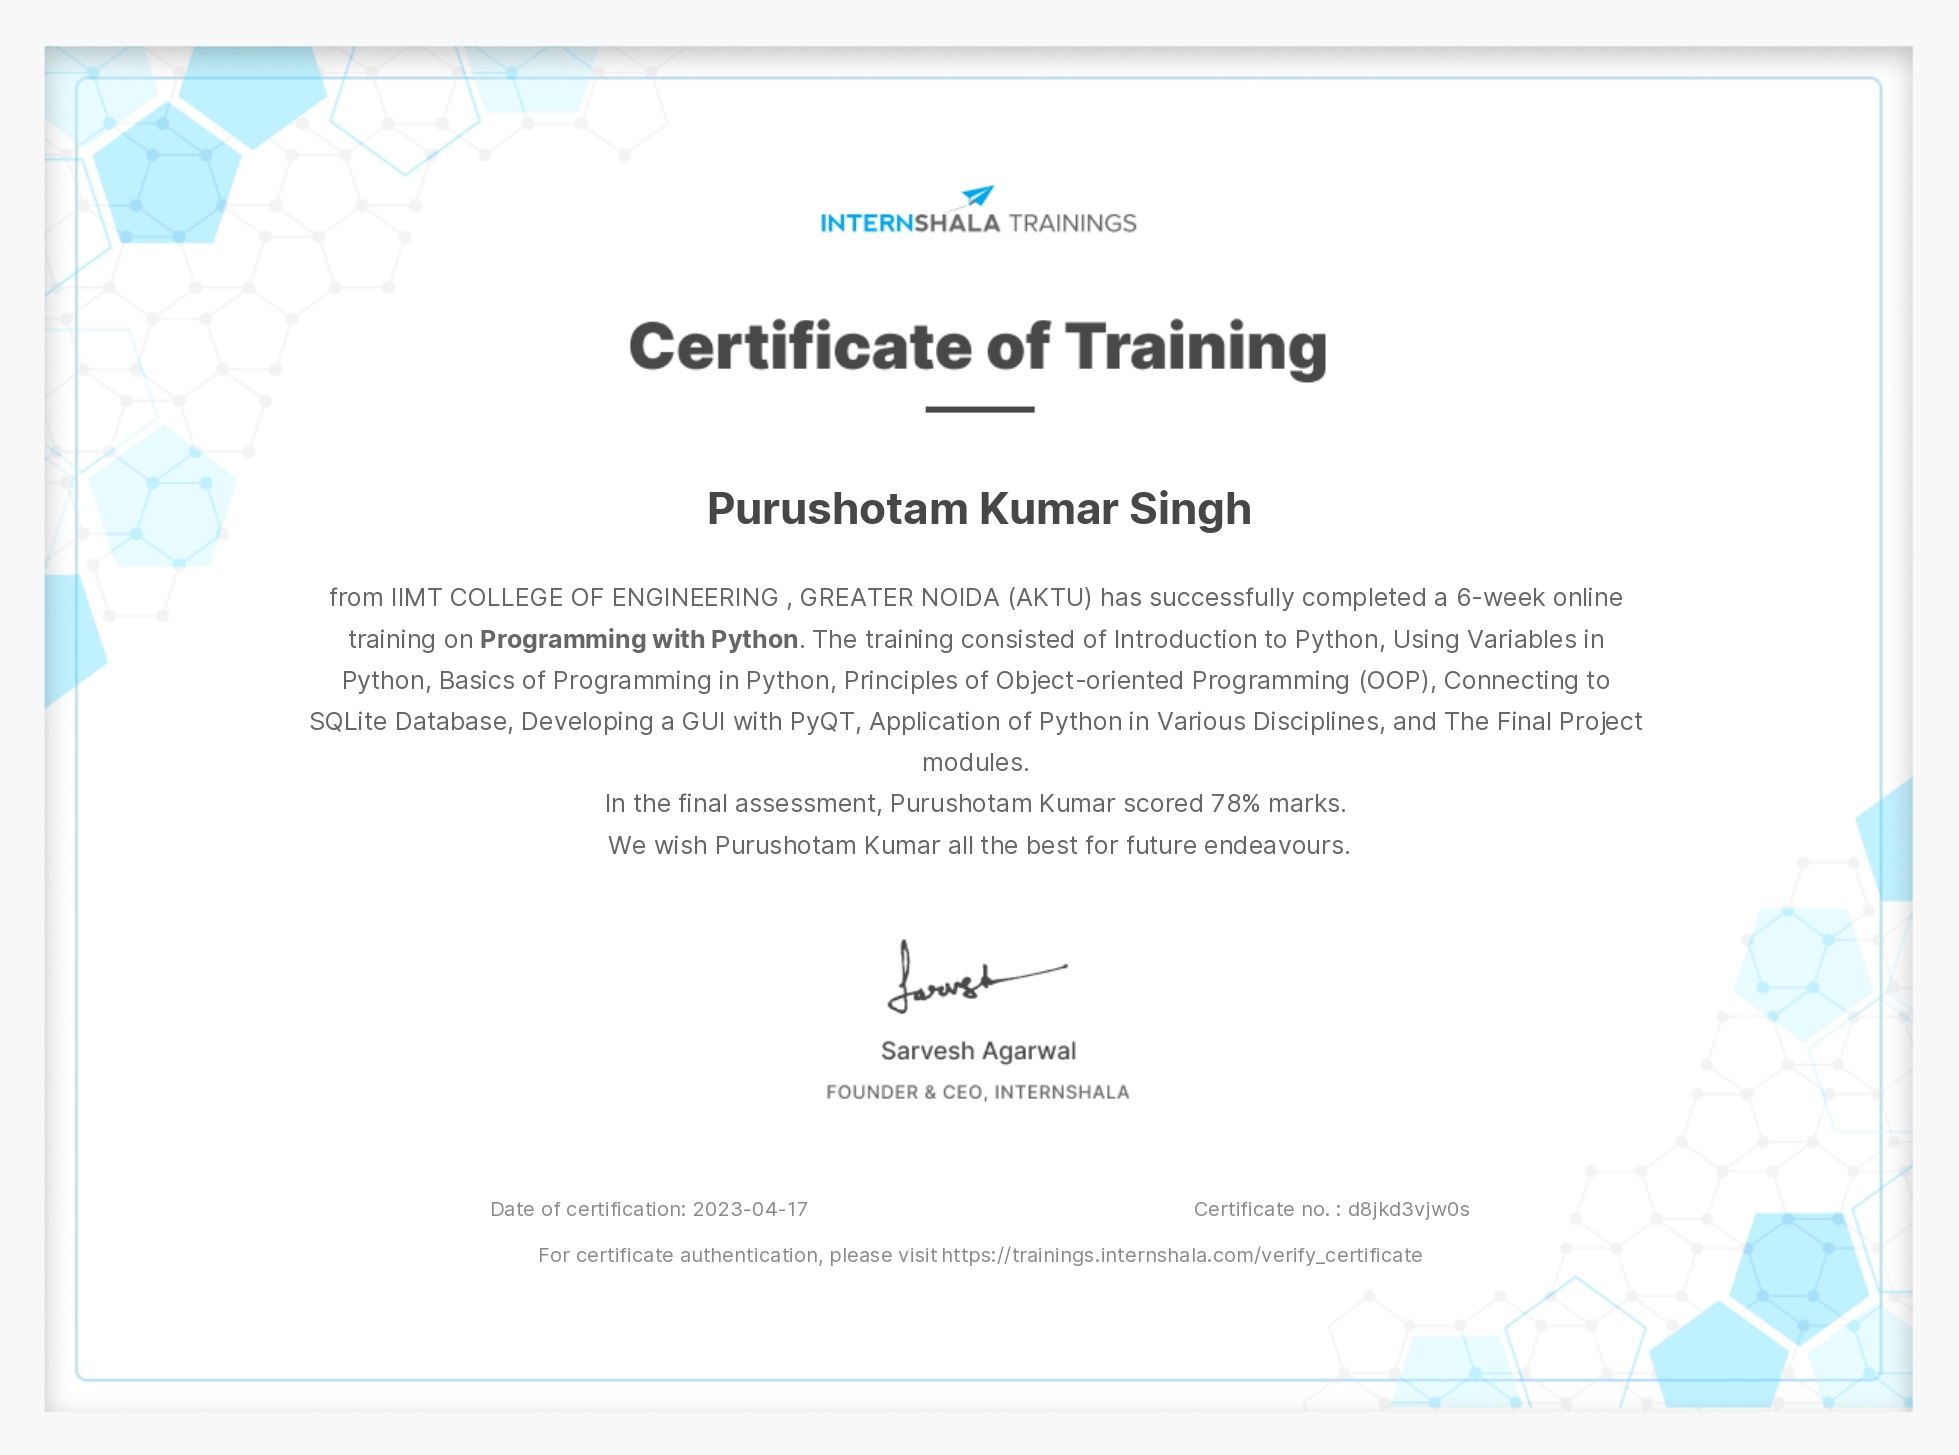 INTERNSHALA TRAININGS
Certificate of Training
Purushotam Kumar Singh
from IIMT COLLEGE OF ENGINEERING , GREATER NOIDA (AKTU) has successfully completed a 6-week online
training on Programming with Python. The training consisted of Introduction to Python, Using Variables in
Python, Basics of Programming in Python, Principles of Object-oriented Programming (OOP), Connecting to
SQLite Database, Developing a GUI with PyQT, Application of Python in Various Disciplines, and The Final Project
modules.
In the final assessment, Purushotam Kumar scored 78% marks.
We wish Purushotam Kumar all the best for future endeavours.
Sarvesh
Sarvesh Agarwal
FOUNDER & CEO, INTERNSHALA
Date of certification: 2023-04-17
Certificate no. : d8jkd3vjw0s
For certificate authentication, please visit https://trainings.internshala.com/verify_certificate